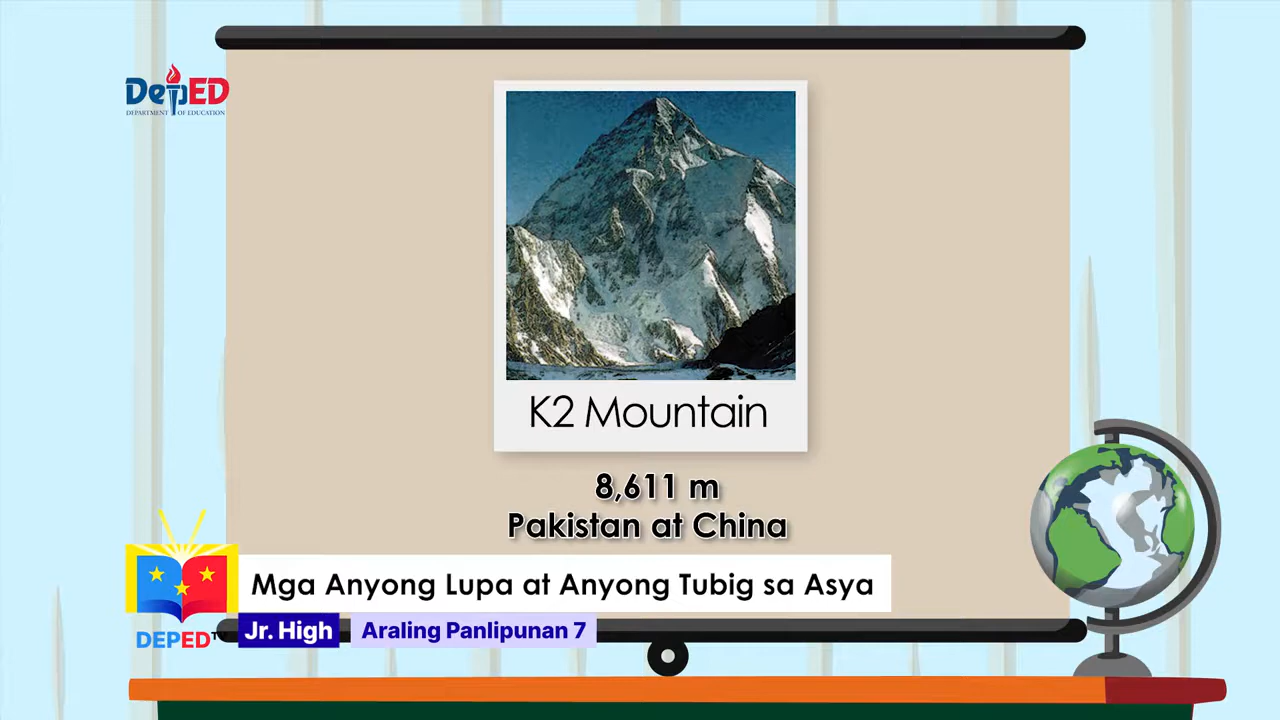 DepED
DEPARTMENT OF EDUCATION
K2 Mountain
8,611 m
Pakistan at China
Mga Anyong Lupa at Anyong Tubig sa Asya
DEPED TV
Jr. High
Araling Panlipunan 7